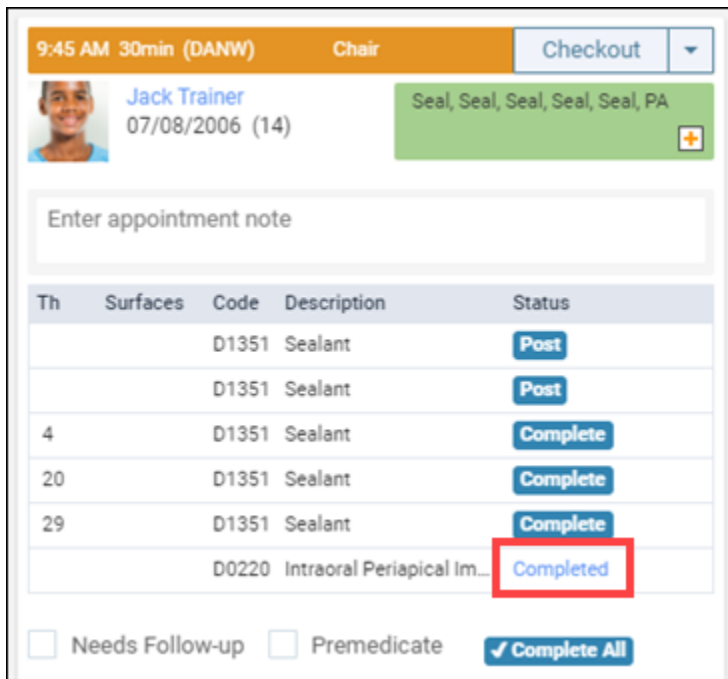 9:45 AM 30min (DANW) Chair Checkout
Jack Trainer
07/08/2006 (14)
Seal, Seal, Seal, Seal, Seal, PA
Enter appointment note
Th Surfaces Code Description Status
D1351 Sealant Post
D1351 Sealant Post
4 D1351 Sealant Complete
20 D1351 Sealant Complete
29 D1351 Sealant Complete
D0220 Intraoral Periapical Im... Completed
Needs Follow-up Premedicate Complete All